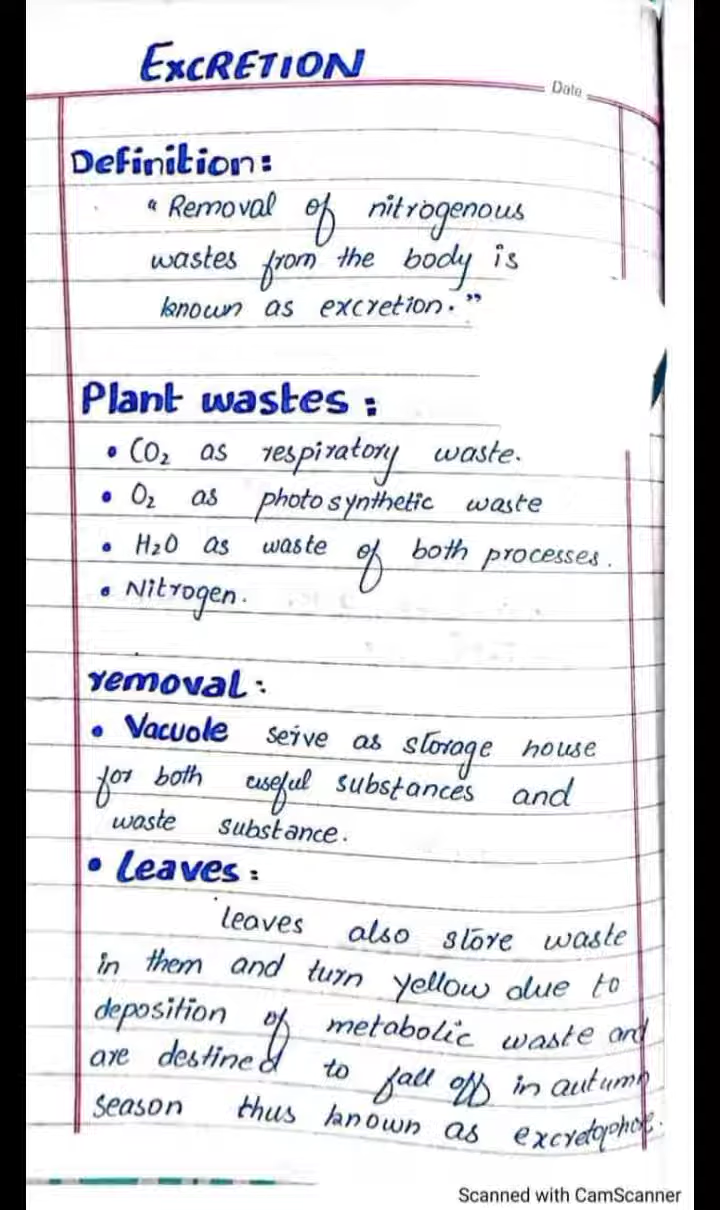 EXCRETION
Date
Definition:
"Removal of nitrogenous
wastes from the body is
known as excretion."
Plant wastes:
• CO₂ as respiratory waste.
• O₂ as photosynthetic waste
• H₂O as waste of both processes.
• Nitrogen.
removal:
• Vacuole serve as storage house
for both useful substances and
waste substance.
• Leaves:
leaves also store waste
in them and turn yellow due to
deposition of metabolic waste and
are destined to fall off in autumn
season thus known as excretophore.
Scanned with CamScanner